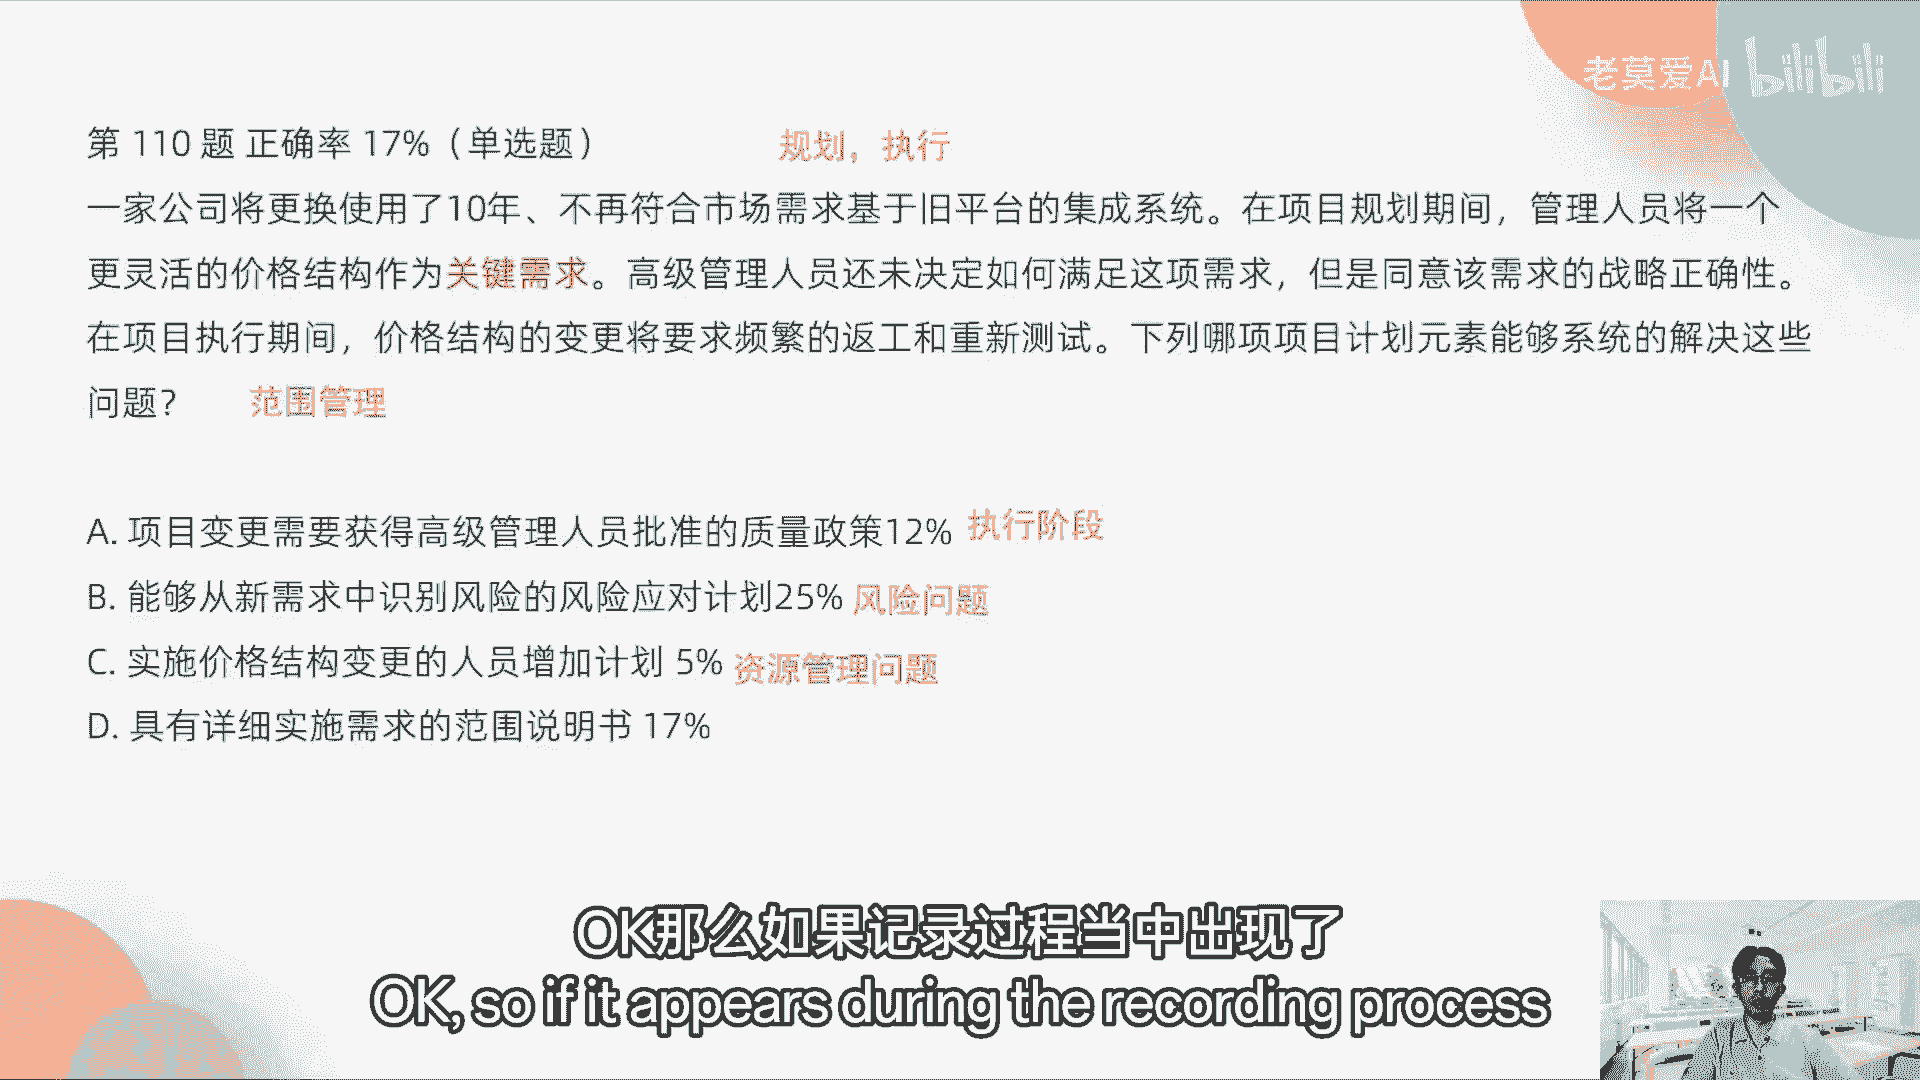 老莫爱AI bilibili
第 110 题 正确率 17%（单选题） 规划，执行
一家公司将更换使用了10年、不再符合市场需求基于旧平台的集成系统。在项目规划期间，管理人员将一个
更灵活的价格结构作为关键需求。高级管理人员还未决定如何满足这项需求，但是同意该需求的战略正确性。
在项目执行期间，价格结构的变更将要求频繁的返工和重新测试。下列哪项项目计划元素能够系统的解决这些
问题？ 范围管理
A. 项目变更需要获得高级管理人员批准的质量政策12% 执行阶段
B. 能够从新需求中识别风险的风险应对计划25% 风险问题
C. 实施价格结构变更的人员增加计划 5% 资源管理问题
D. 具有详细实施需求的范围说明书 17%
OK那么如果记录过程当中出现了
OK, so if it appears during the recording process